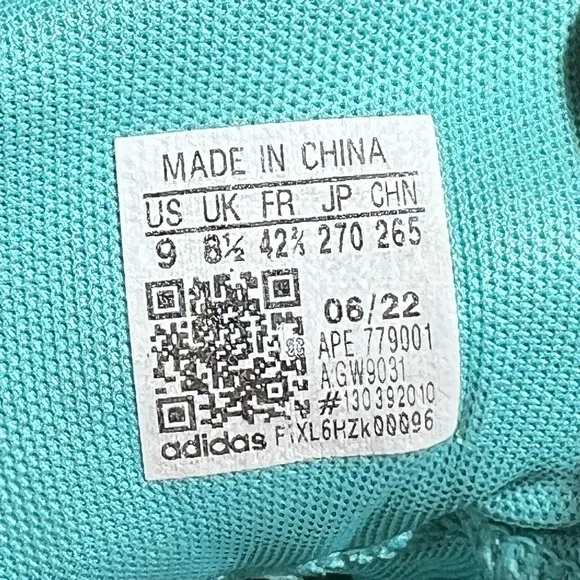 MADE IN CHINA
US UK FR JP CHN
9 8½ 42⅔ 270 265
06/22
APE 779001
AGW9031
#130392010
adidas FiXL6HZk00096